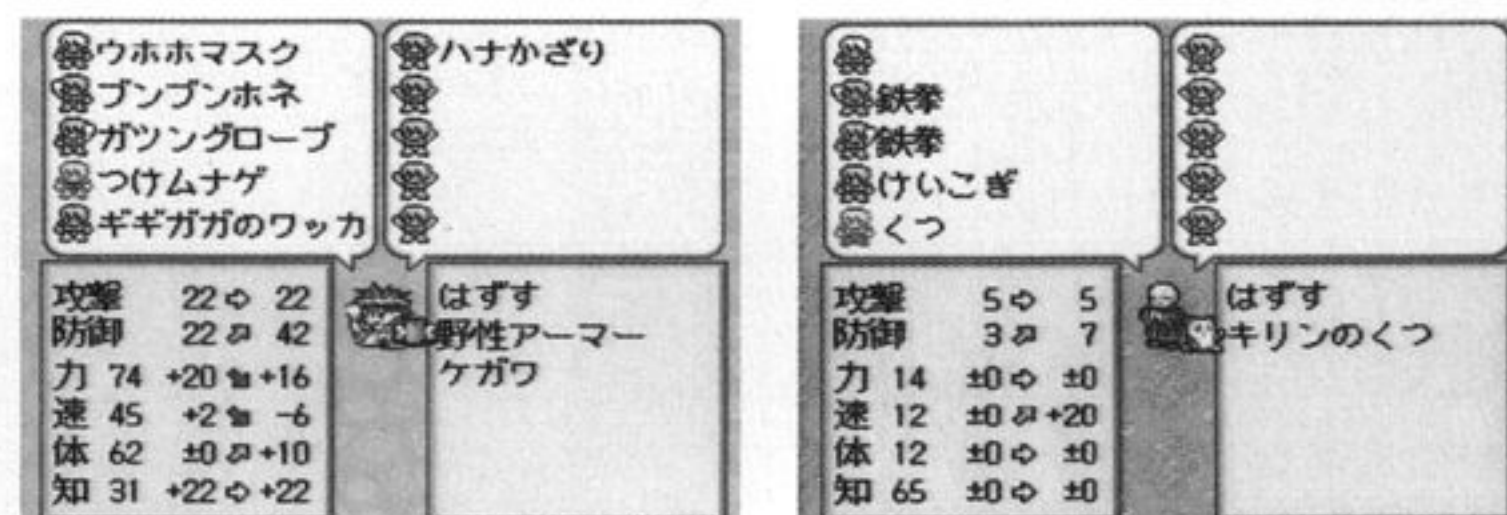 ウホホマスク
ブンブンホネ
ガツングローブ
つけムナゲ
ギギガガのワッカ
ハナかざり
攻撃 22 ⇨ 22
防御 22 ⬀ 42
力 74 +20 ⬂ +16
速 45 +2 ⬂ -6
体 62 ±0 ⬀ +10
知 31 +22 ⇨ +22
はずす
野性アーマー
ケガワ
鉄拳
鉄拳
けいこぎ
くつ
攻撃 5 ⇨ 5
防御 3 ⬀ 7
力 14 ±0 ⇨ ±0
速 12 ±0 ⬀ +20
体 12 ±0 ⇨ ±0
知 65 ±0 ⇨ ±0
はずす
キリンのくつ